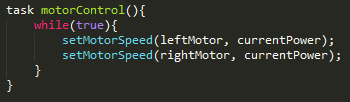 task motorControl(){
    while(true){
        setMotorSpeed(leftMotor, currentPower);
        setMotorSpeed(rightMotor, currentPower);
    }
}